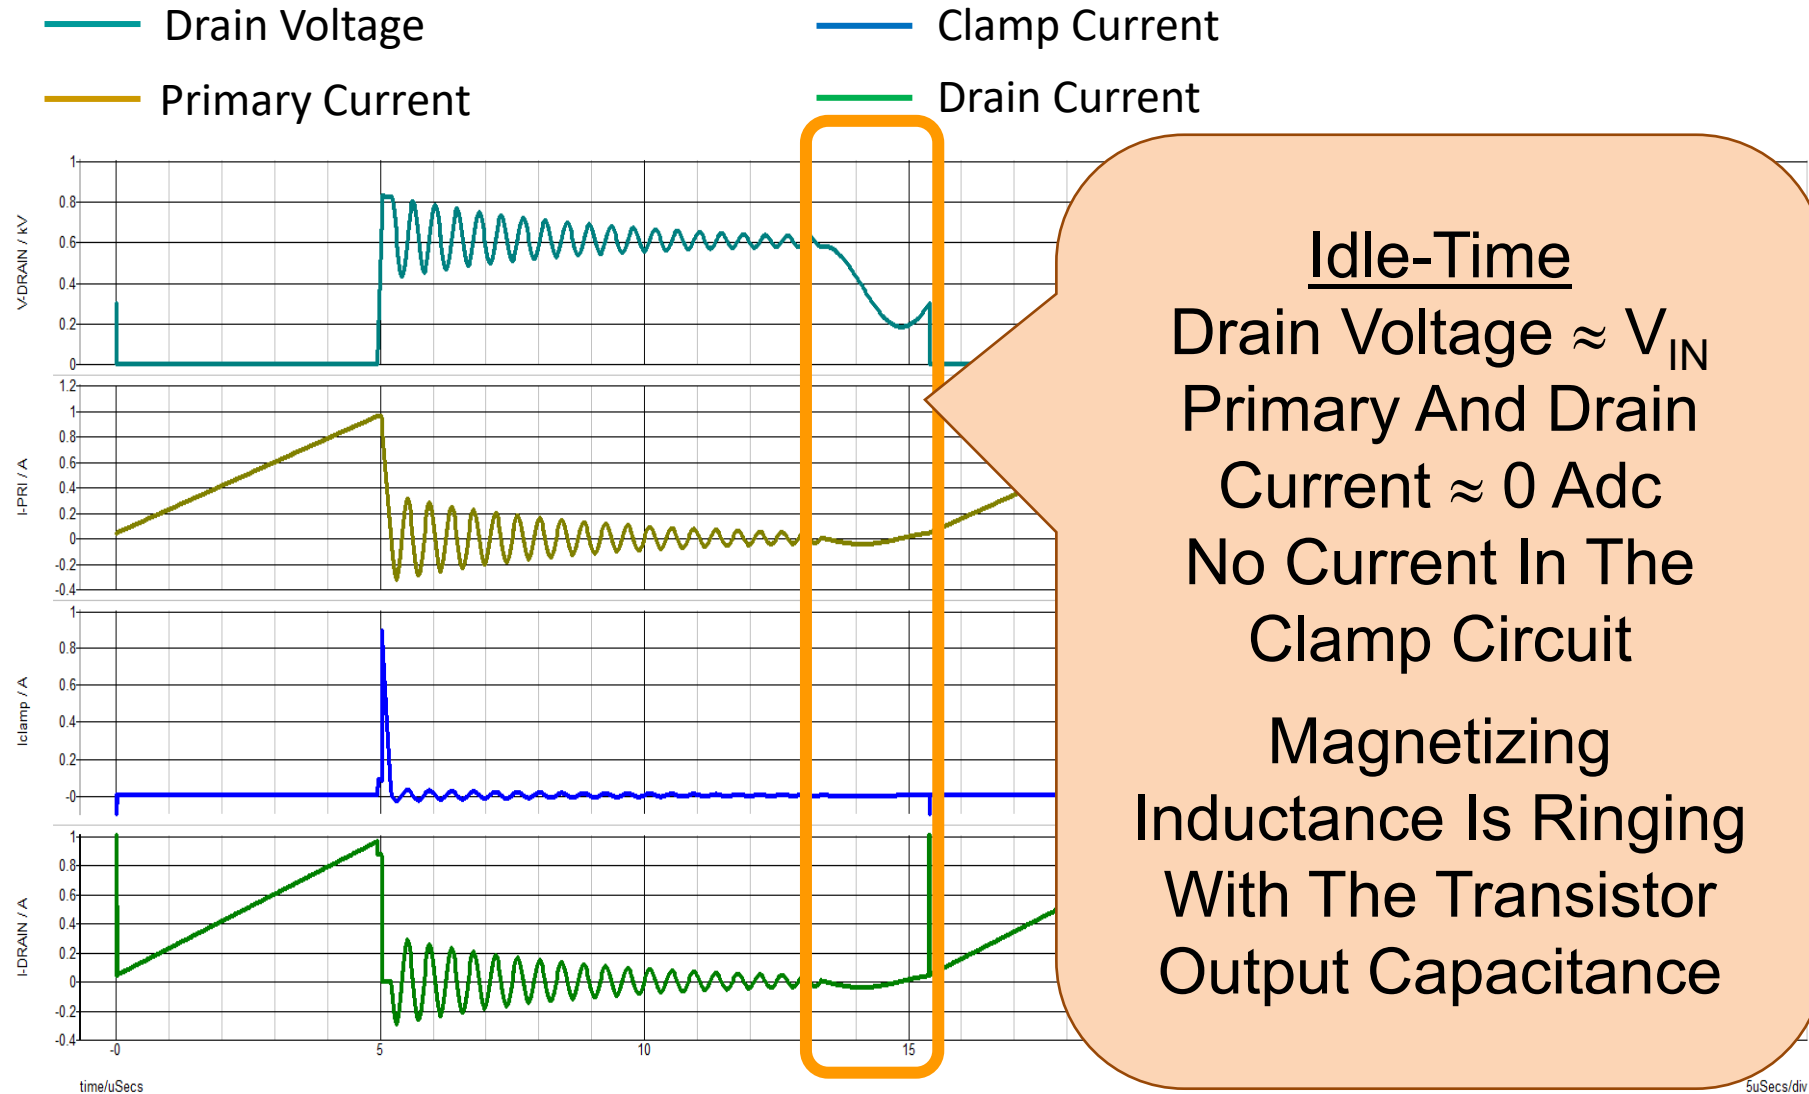 Drain Voltage
Clamp Current
Primary Current
Drain Current
V-DRAIN / kV
1
0.8
0.6
0.4
0.2
0
I-PRI / A
1.2
1
0.8
0.6
0.4
0.2
0
-0.2
-0.4
Iclamp / A
1
0.8
0.6
0.4
0.2
-0
I-DRAIN / A
1
0.8
0.6
0.4
0.2
0
-0.2
-0.4
-0
5
10
15
time/uSecs
5uSecs/div
Idle-Time
Drain Voltage ≈ VIN
Primary And Drain
Current ≈ 0 Adc
No Current In The
Clamp Circuit
Magnetizing
Inductance Is Ringing
With The Transistor
Output Capacitance